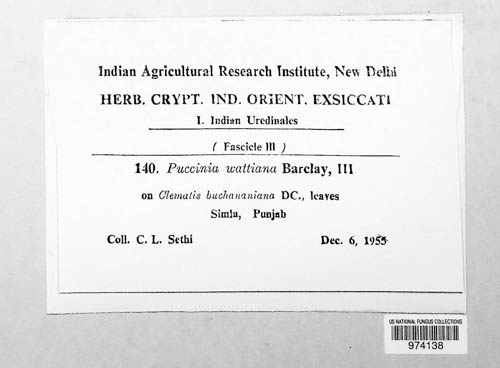 Indian Agricultural Research Institute, New Delhi
HERB. CRYPT. IND. ORIENT. EXSICCATI
I. Indian Uredinales
( Fascicle III )
140. Puccinia wattiana Barclay, III
on Clematis buchananiana DC., leaves
Simla, Punjab
Coll. C. L. Sethi Dec. 6, 1955
US NATIONAL FUNGUS COLLECTIONS
974138